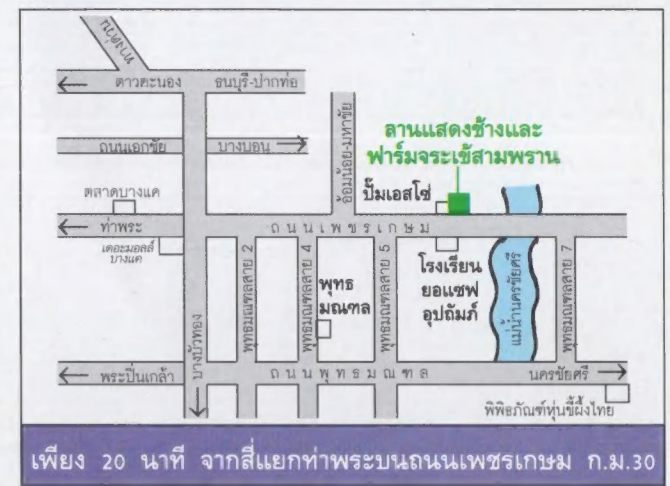 ทางด่วน
ดาวคะนอง
ธนบุรี-ปากท่อ
ถนนเอกชัย
บางบอน
อ้อมน้อย-มหาชัย
ลานแสดงช้างและ
ฟาร์มจระเข้สามพราน
ตลาดบางแค
ปั๊มเอสโซ่
ท่าพระ
ถนนเพชรเกษม
เดอะมอลล์
บางแค
พุทธมณฑลสาย 2
พุทธมณฑลสาย 4
พุทธ
มณฑล
พุทธมณฑลสาย 5
โรงเรียน
ยอแซฟ
อุปถัมภ์
แม่น้ำนครชัยศรี
พุทธมณฑลสาย 7
บางบัวทอง
พระปิ่นเกล้า
ถนนพุทธมณฑล
นครชัยศรี
พิพิธภัณฑ์หุ่นขี้ผึ้งไทย
เพียง 20 นาที จากสี่แยกท่าพระบนถนนเพชรเกษม ก.ม.30